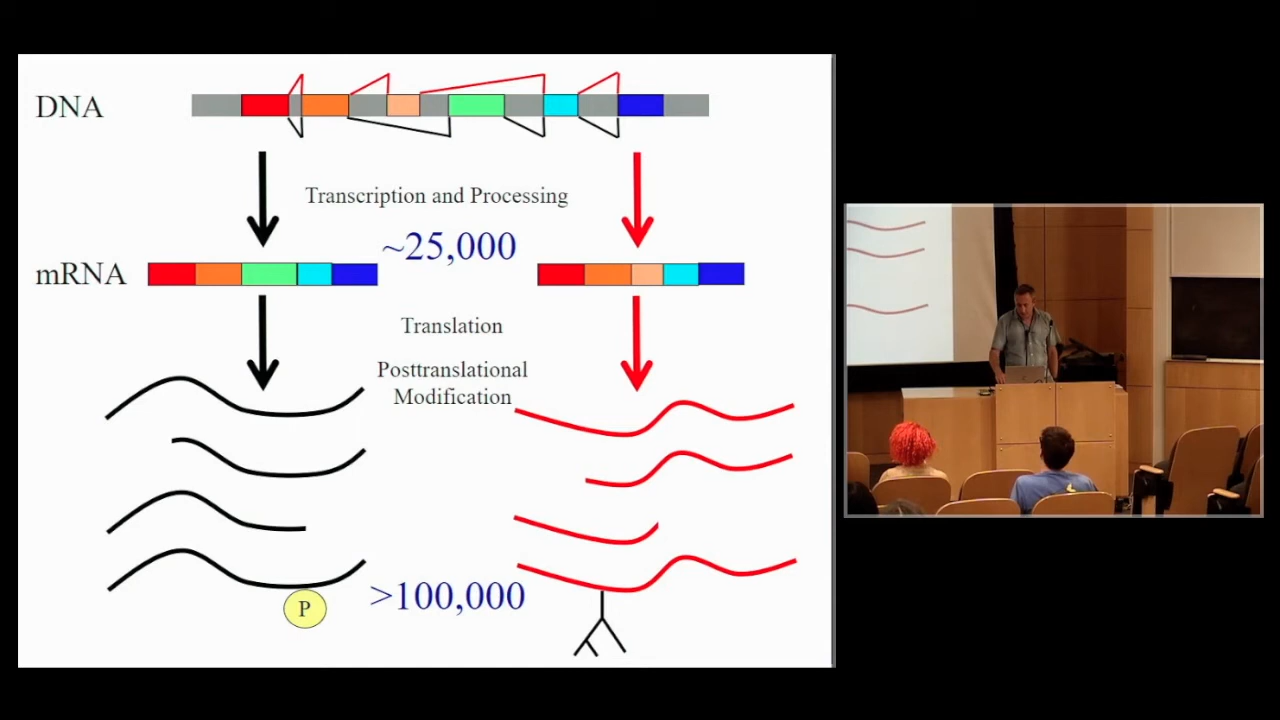 DNA
Transcription and Processing
~25,000
mRNA
Translation
Posttranslational
Modification
>100,000
P